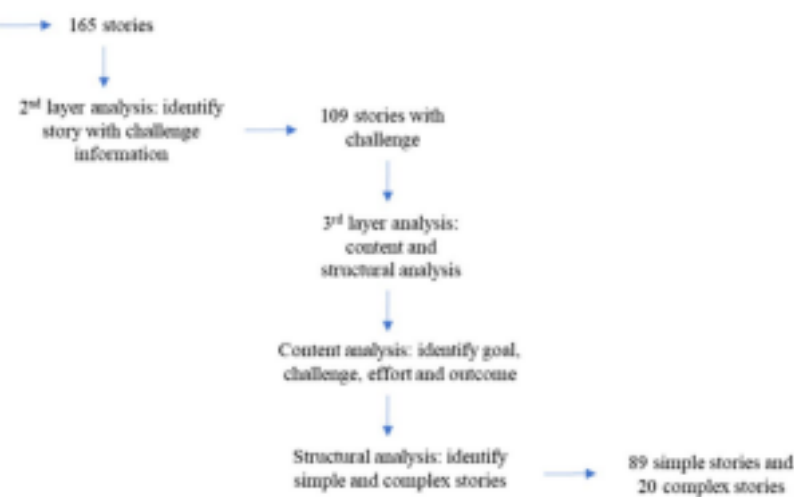 165 stories
2nd layer analysis: identify
story with challenge
information
109 stories with
challenge
3rd layer analysis:
content and
structural analysis
Content analysis: identify goal,
challenge, effort and outcome
Structural analysis: identify
simple and complex stories
89 simple stories and
20 complex stories